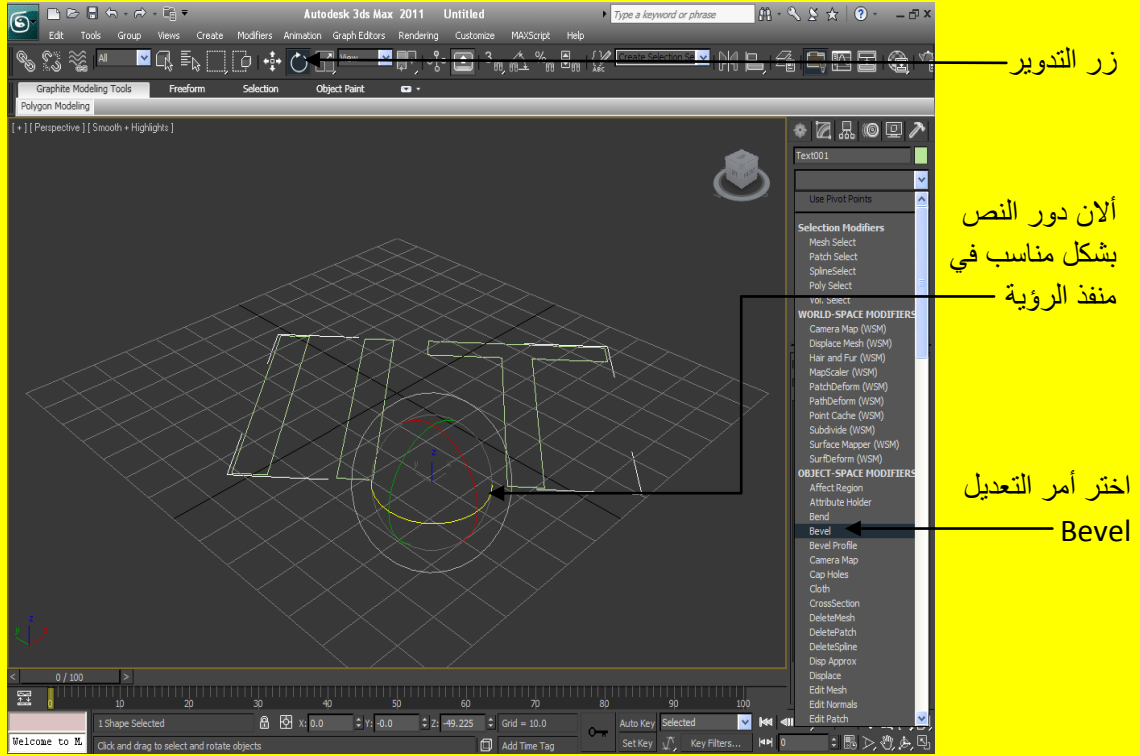 Autodesk 3ds Max 2011 Untitled
Type a keyword or phrase
Edit Tools Group Views Create Modifiers Animation Graph Editors Rendering Customize MAXScript Help
All
View
Create Selection Se
زر التدوير
Graphite Modeling Tools Freeform Selection Object Paint
Polygon Modeling
[ + ] [ Perspective ] [ Smooth + Highlights ]
Text001
Use Pivot Points
Selection Modifiers
Mesh Select
Patch Select
SplineSelect
Poly Select
Vol. Select
WORLD-SPACE MODIFIERS
Camera Map (WSM)
Displace Mesh (WSM)
Hair and Fur (WSM)
MapScaler (WSM)
PatchDeform (WSM)
PathDeform (WSM)
Point Cache (WSM)
Subdivide (WSM)
Surface Mapper (WSM)
SurfDeform (WSM)
OBJECT-SPACE MODIFIERS
Affect Region
Attribute Holder
Bend
Bevel
Bevel Profile
Camera Map
Cap Holes
Cloth
CrossSection
DeleteMesh
DeletePatch
DeleteSpline
Disp Approx
Displace
Edit Mesh
Edit Normals
Edit Patch
ألان دور النص
بشكل مناسب في
منفذ الرؤية
اختر أمر التعديل
Bevel
z
y
z
y x
< 0 / 100 >
0 10 20 30 40 50 60 70 80 90 100
1 Shape Selected X: 0.0 Y: -0.0 Z: -49.225 Grid = 10.0 Auto Key Selected
Welcome to M. Click and drag to select and rotate objects Add Time Tag Set Key Key Filters... 0